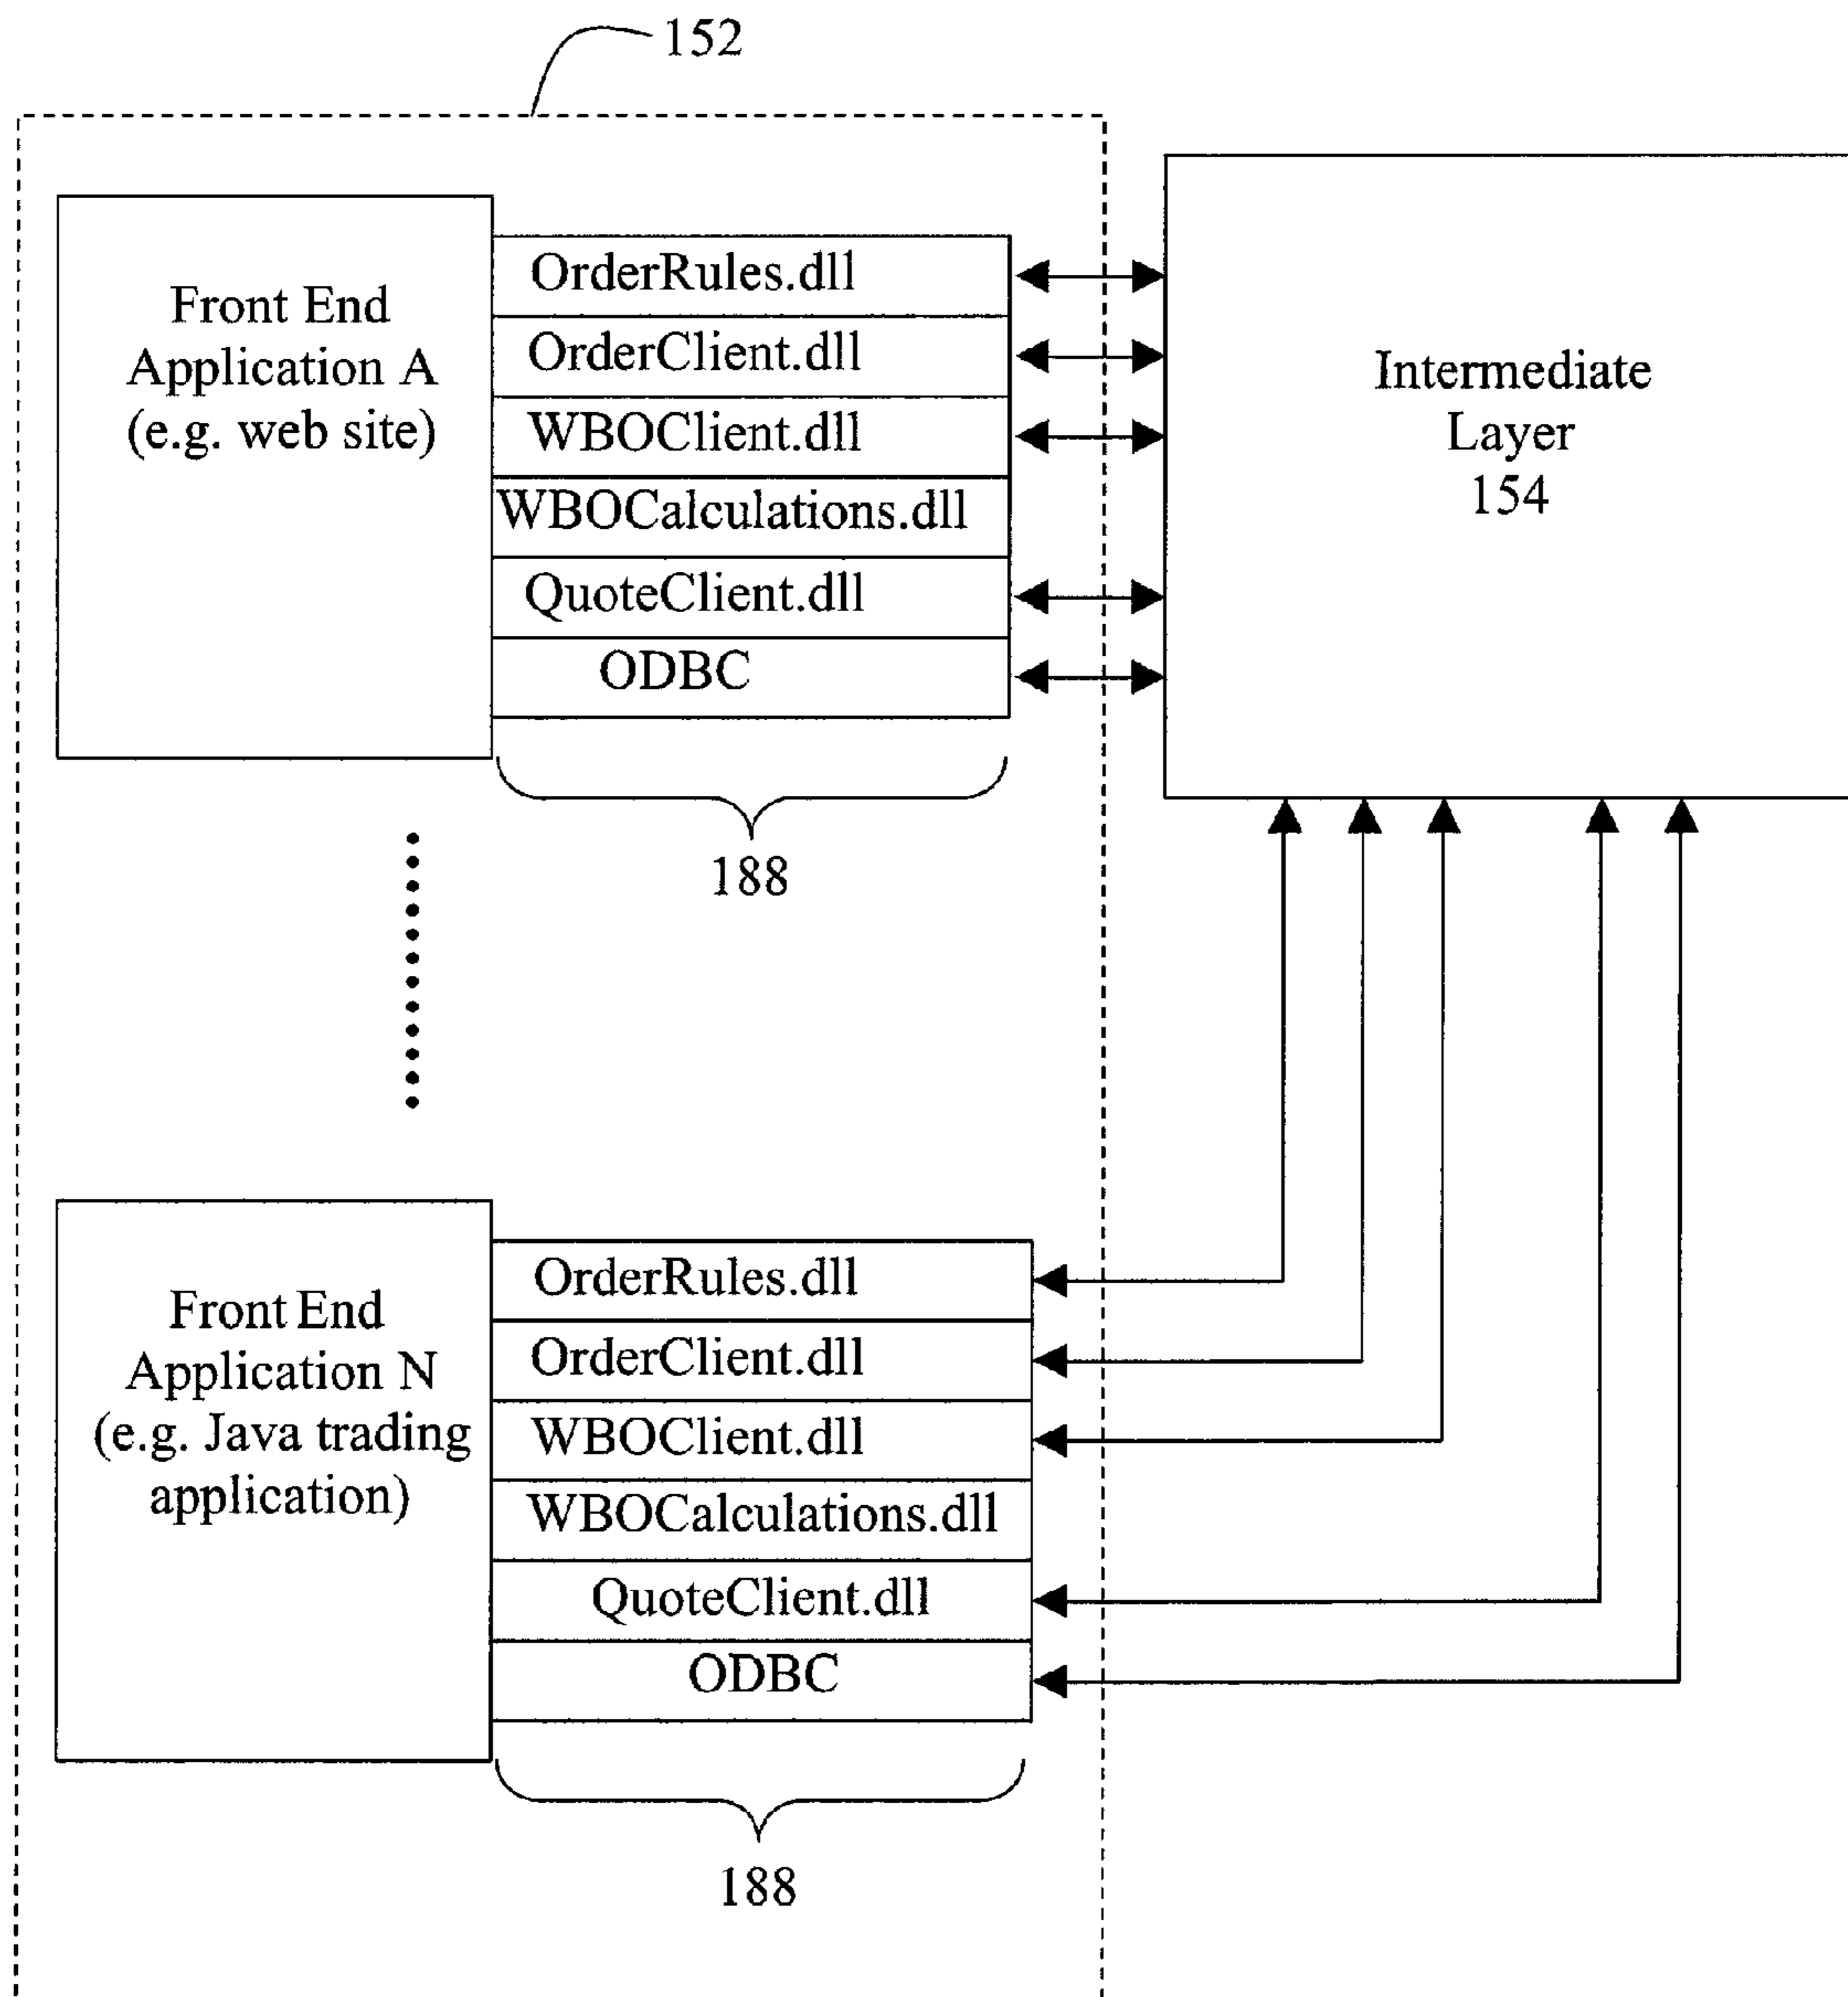 152
Front End
Application A
(e.g. web site)
OrderRules.dll
OrderClient.dll
WBOClient.dll
WBOCalculations.dll
QuoteClient.dll
ODBC
188
Intermediate
Layer
154
Front End
Application N
(e.g. Java trading
application)
OrderRules.dll
OrderClient.dll
WBOClient.dll
WBOCalculations.dll
QuoteClient.dll
ODBC
188